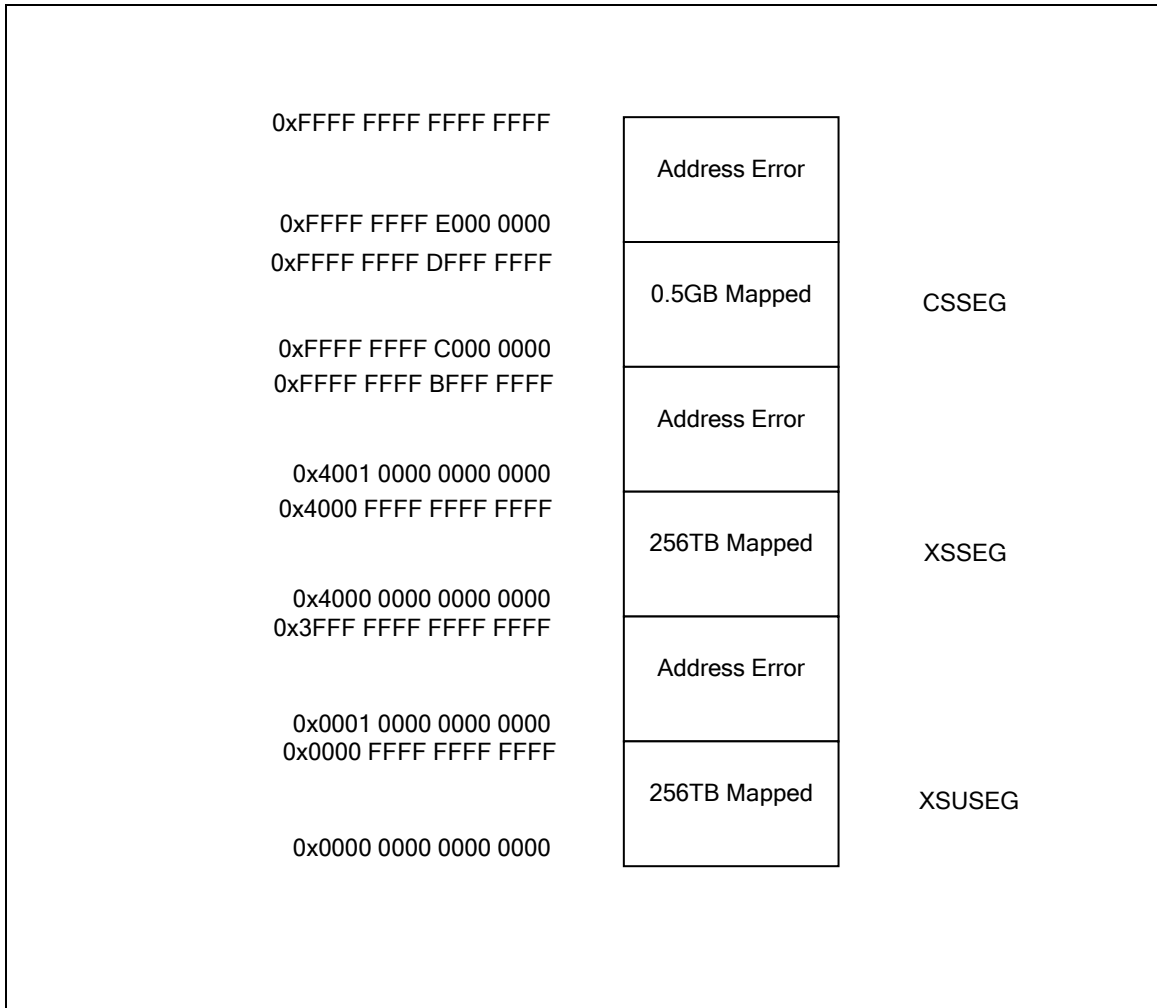 0xFFFF FFFF FFFF FFFF
Address Error
0xFFFF FFFF E000 0000
0xFFFF FFFF DFFF FFFF
0.5GB Mapped
CSSEG
0xFFFF FFFF C000 0000
0xFFFF FFFF BFFF FFFF
Address Error
0x4001 0000 0000 0000
0x4000 FFFF FFFF FFFF
256TB Mapped
XSSEG
0x4000 0000 0000 0000
0x3FFF FFFF FFFF FFFF
Address Error
0x0001 0000 0000 0000
0x0000 FFFF FFFF FFFF
256TB Mapped
XSUSEG
0x0000 0000 0000 0000